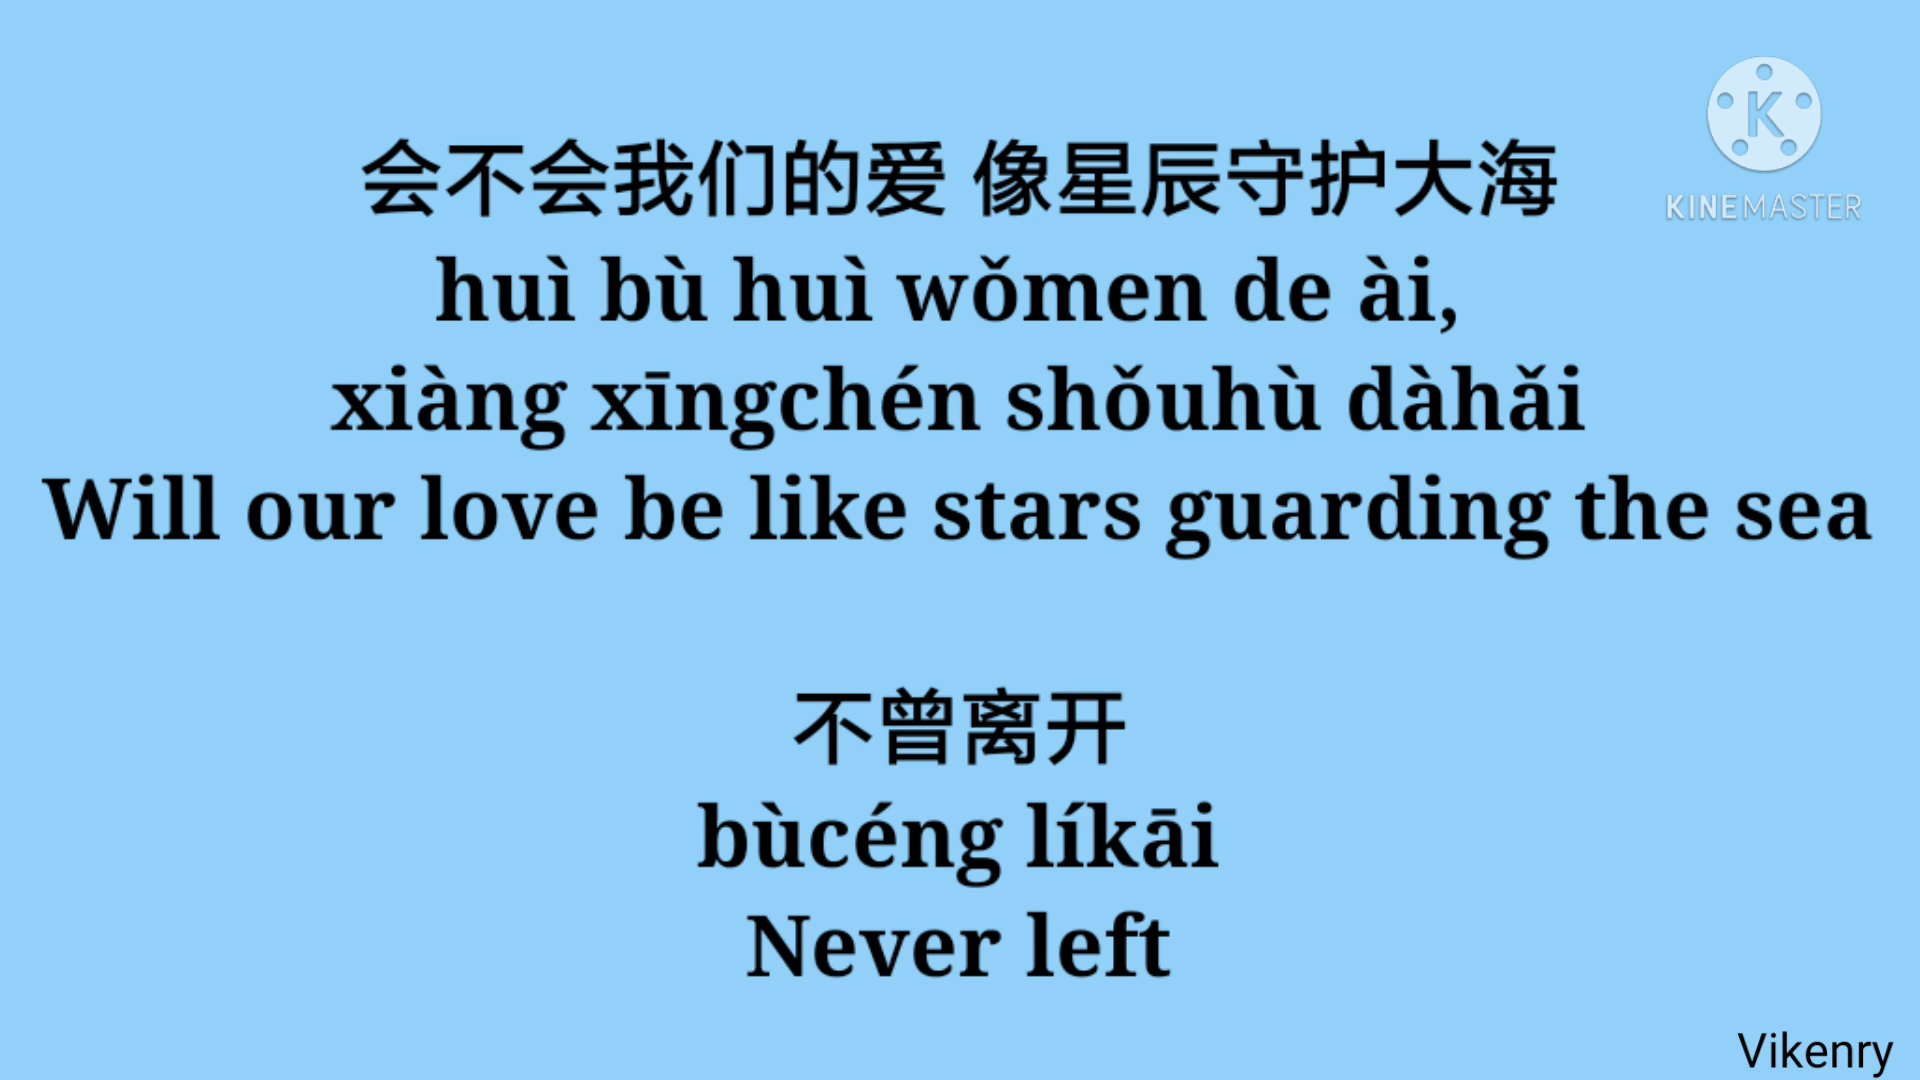 会不会我们的爱 像星辰守护大海
huì bù huì wǒmen de ài,
xiàng xīngchén shǒuhù dàhǎi
Will our love be like stars guarding the sea
不曾离开
bùcéng líkāi
Never left
K
KINEMASTER
Vikenry